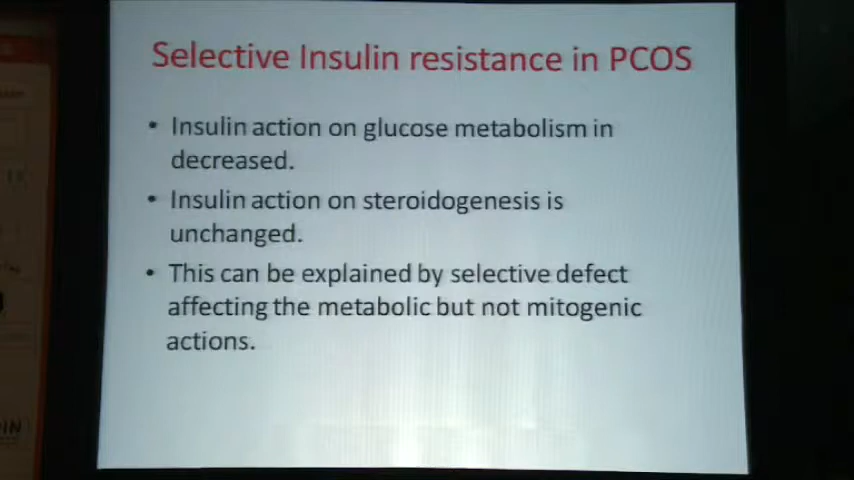 Selective Insulin resistance in PCOS
• Insulin action on glucose metabolism in
decreased.
• Insulin action on steroidogenesis is
unchanged.
• This can be explained by selective defect
affecting the metabolic but not mitogenic
actions.